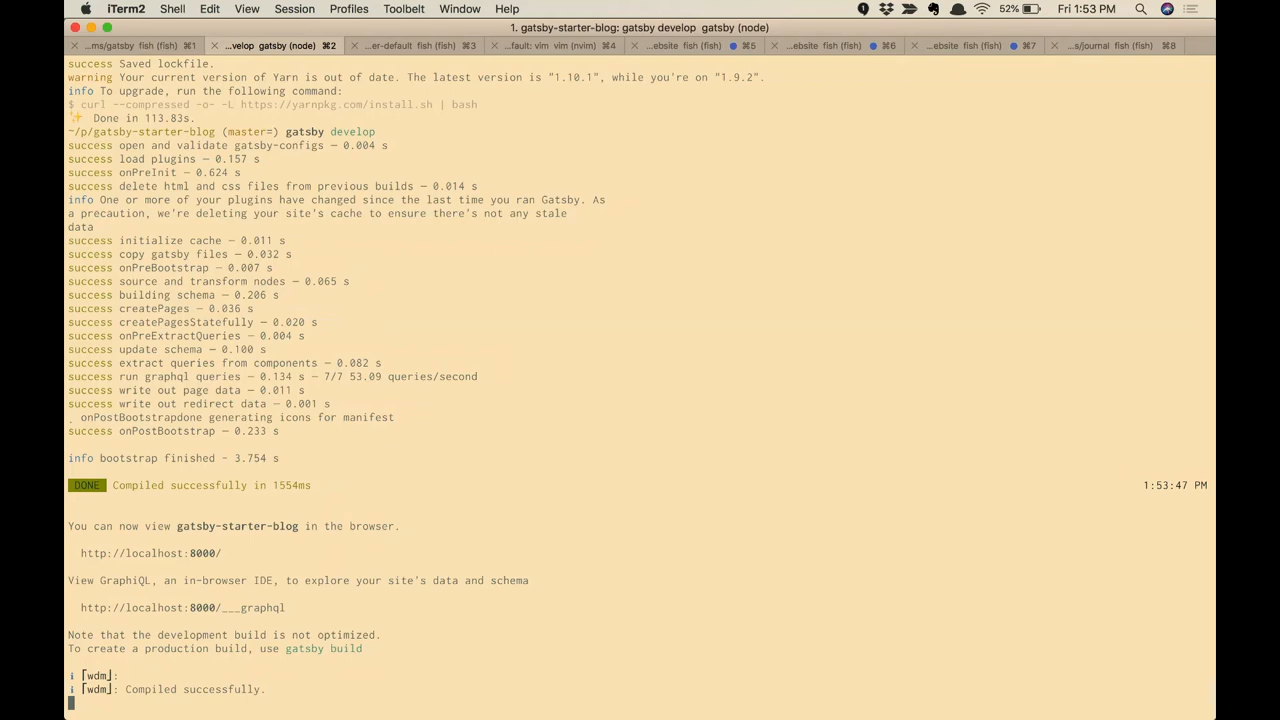 iTerm2 Shell Edit View Session Profiles Toolbelt Window Help 52% Fri 1:53 PM
1. gatsby-starter-blog: gatsby develop gatsby (node)
...ms/gatsby fish (fish) ⌘1 ...velop gatsby (node) ⌘2 ...er-default fish (fish) ⌘3 ...fault: vim vim (nvim) ⌘4 ...ebsite fish (fish) ⌘5 ...ebsite fish (fish) ⌘6 ...ebsite fish (fish) ⌘7 ...s/journal fish (fish) ⌘8
success Saved lockfile.
warning Your current version of Yarn is out of date. The latest version is "1.10.1", while you're on "1.9.2".
info To upgrade, run the following command:
$ curl --compressed -o- -L https://yarnpkg.com/install.sh | bash
✨ Done in 113.83s.
~/p/gatsby-starter-blog (master=) gatsby develop
success open and validate gatsby-configs — 0.004 s
success load plugins — 0.157 s
success onPreInit — 0.624 s
success delete html and css files from previous builds — 0.014 s
info One or more of your plugins have changed since the last time you ran Gatsby. As
a precaution, we're deleting your site's cache to ensure there's not any stale
data
success initialize cache — 0.011 s
success copy gatsby files — 0.032 s
success onPreBootstrap — 0.007 s
success source and transform nodes — 0.065 s
success building schema — 0.206 s
success createPages — 0.036 s
success createPagesStatefully — 0.020 s
success onPreExtractQueries — 0.004 s
success update schema — 0.100 s
success extract queries from components — 0.082 s
success run graphql queries — 0.134 s — 7/7 53.09 queries/second
success write out page data — 0.011 s
success write out redirect data — 0.001 s
onPostBootstrapdone generating icons for manifest
success onPostBootstrap — 0.233 s
info bootstrap finished - 3.754 s
DONE Compiled successfully in 1554ms 1:53:47 PM
You can now view gatsby-starter-blog in the browser.
http://localhost:8000/
View GraphiQL, an in-browser IDE, to explore your site's data and schema
http://localhost:8000/___graphql
Note that the development build is not optimized.
To create a production build, use gatsby build
ℹ ｢wdm｣:
ℹ ｢wdm｣: Compiled successfully.